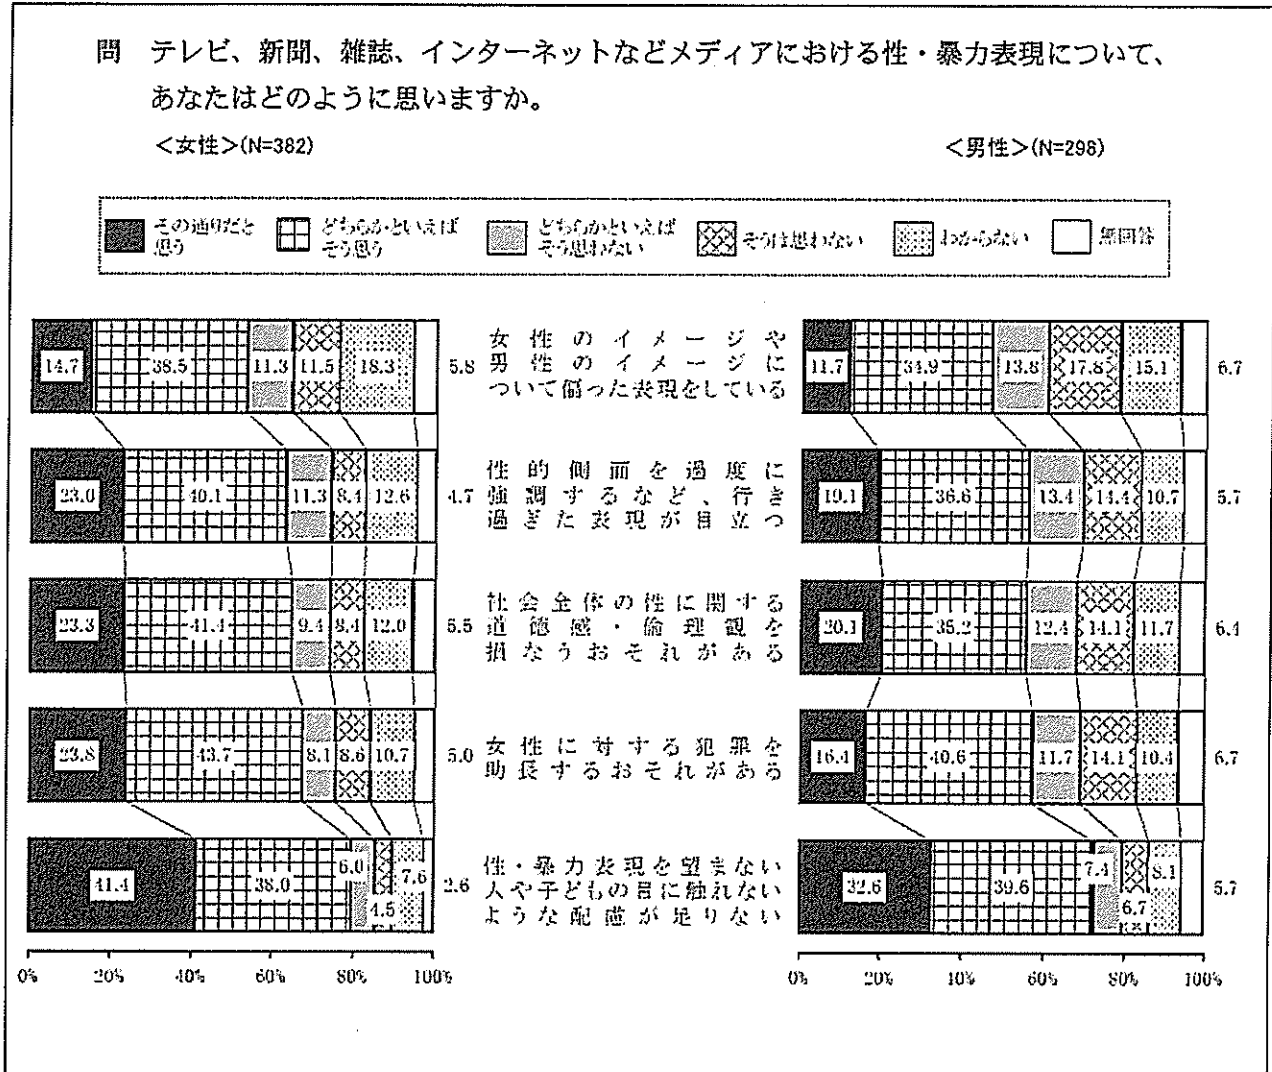 問 テレビ、新聞、雑誌、インターネットなどメディアにおける性・暴力表現について、
あなたはどのように思いますか。
＜女性＞(N=382)
＜男性＞(N=298)
その通りだと
思う
どちらかといえば
そう思う
どちらかといえば
そう思わない
そうは思わない
わからない
無回答
14.7 38.5 11.3 11.5 18.3 5.8
女性のイメージや
男性のイメージに
ついて偏った表現をしている
11.7 34.9 13.8 17.8 15.1 6.7
23.0 40.1 11.3 8.4 12.6 4.7
性的側面を過度に
強調するなど、行き
過ぎた表現が目立つ
19.1 36.6 13.4 14.4 10.7 5.7
23.3 41.4 9.4 8.4 12.0 5.5
社会全体の性に関する
道徳感・倫理観を
損なうおそれがある
20.1 35.2 12.4 14.1 11.7 6.4
23.8 43.7 8.1 8.6 10.7 5.0
女性に対する犯罪を
助長するおそれがある
16.4 40.6 11.7 14.1 10.4 6.7
41.4 38.0 6.0 4.5 7.6 2.6
性・暴力表現を望まない
人や子どもの目に触れない
ような配慮が足りない
32.6 39.6 7.4 6.7 8.1 5.7
0% 20% 40% 60% 80% 100%
0% 20% 40% 60% 80% 100%